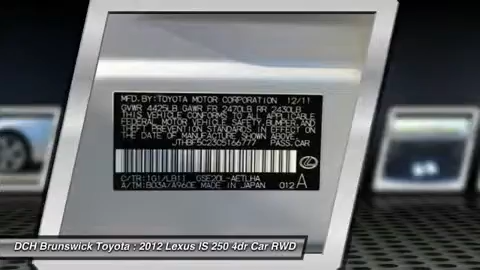 MFD.BY:TOYOTA MOTOR CORPORATION 12/11
GVWR 4425LB GAWR FR 2470LB RR 2430LB
THIS VEHICLE CONFORMS TO ALL APPLICABLE
FEDERAL MOTOR VEHICLE SAFETY, BUMPER, AND
THEFT PREVENTION STANDARDS IN EFFECT ON
THE DATE OF MANUFACTURE SHOWN ABOVE.
JTHBF5C2305166777 PASS.CAR
C/TR:1G1/LB11 GSE20L-AETLHA
A/TM:B03A/A960E MADE IN JAPAN 012 A
DCH Brunswick Toyota : 2012 Lexus IS 250 4dr Car RWD